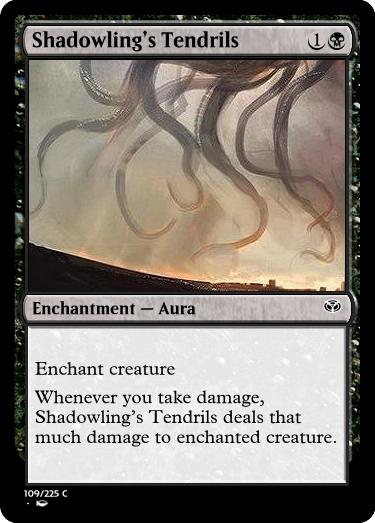 Shadowling's Tendrils 1
Enchantment — Aura
Enchant creature
Whenever you take damage,
Shadowling's Tendrils deals that
much damage to enchanted creature.
109/225 C